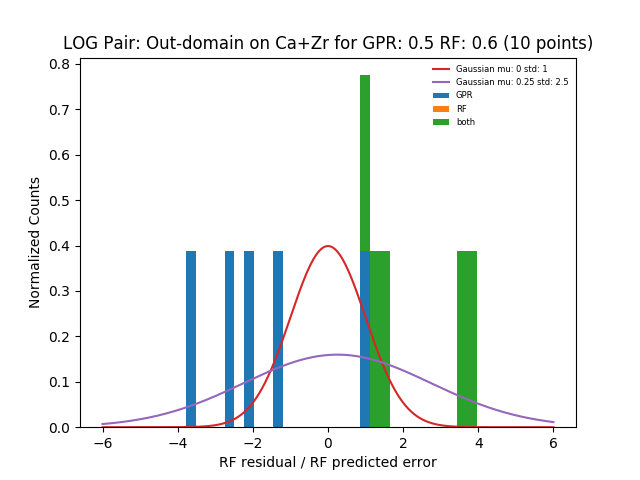 LOG Pair: Out-domain on Ca+Zr for GPR: 0.5 RF: 0.6 (10 points)
Gaussian mu: 0 std: 1
Gaussian mu: 0.25 std: 2.5
GPR
RF
both
Normalized Counts
0.8
0.7
0.6
0.5
0.4
0.3
0.2
0.1
0.0
−6
−4
−2
0
2
4
6
RF residual / RF predicted error